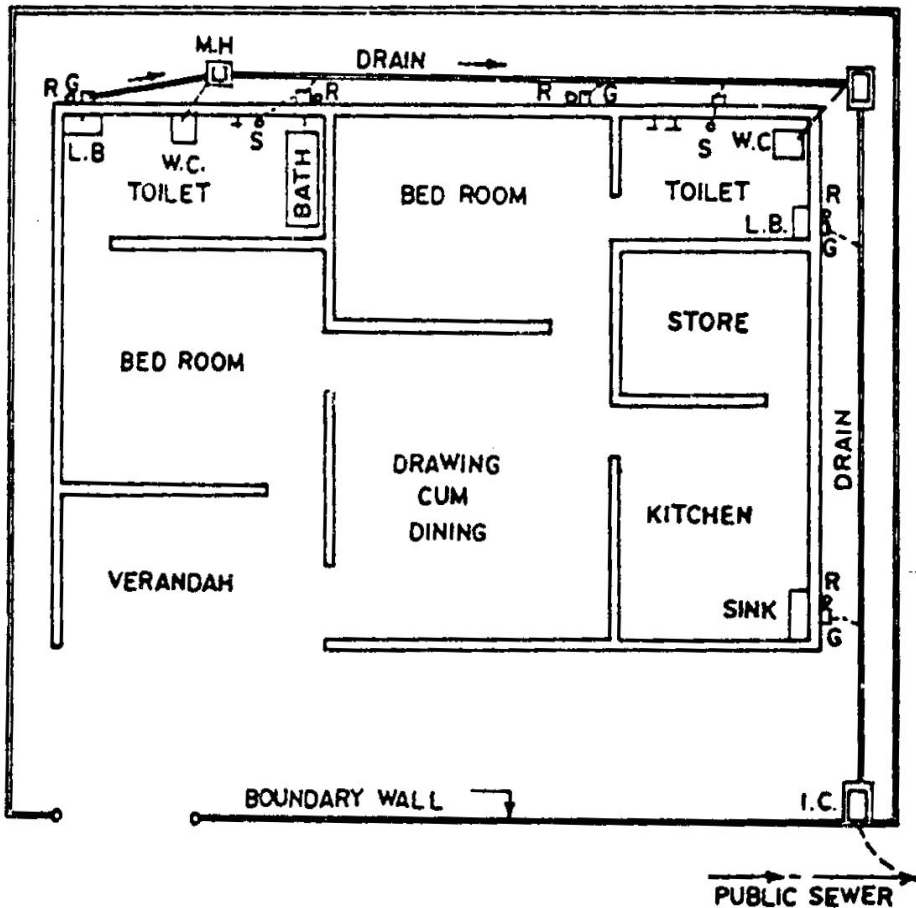 M.H
DRAIN
R G
R
R
G
L.B
W.C.
S
TOILET
BATH
BED ROOM
S
W.C
TOILET
L.B.
R
R
G
STORE
BED ROOM
DRAWING
CUM
DINING
KITCHEN
DRAIN
VERANDAH
SINK
R
R
G
BOUNDARY WALL
I.C.
PUBLIC SEWER